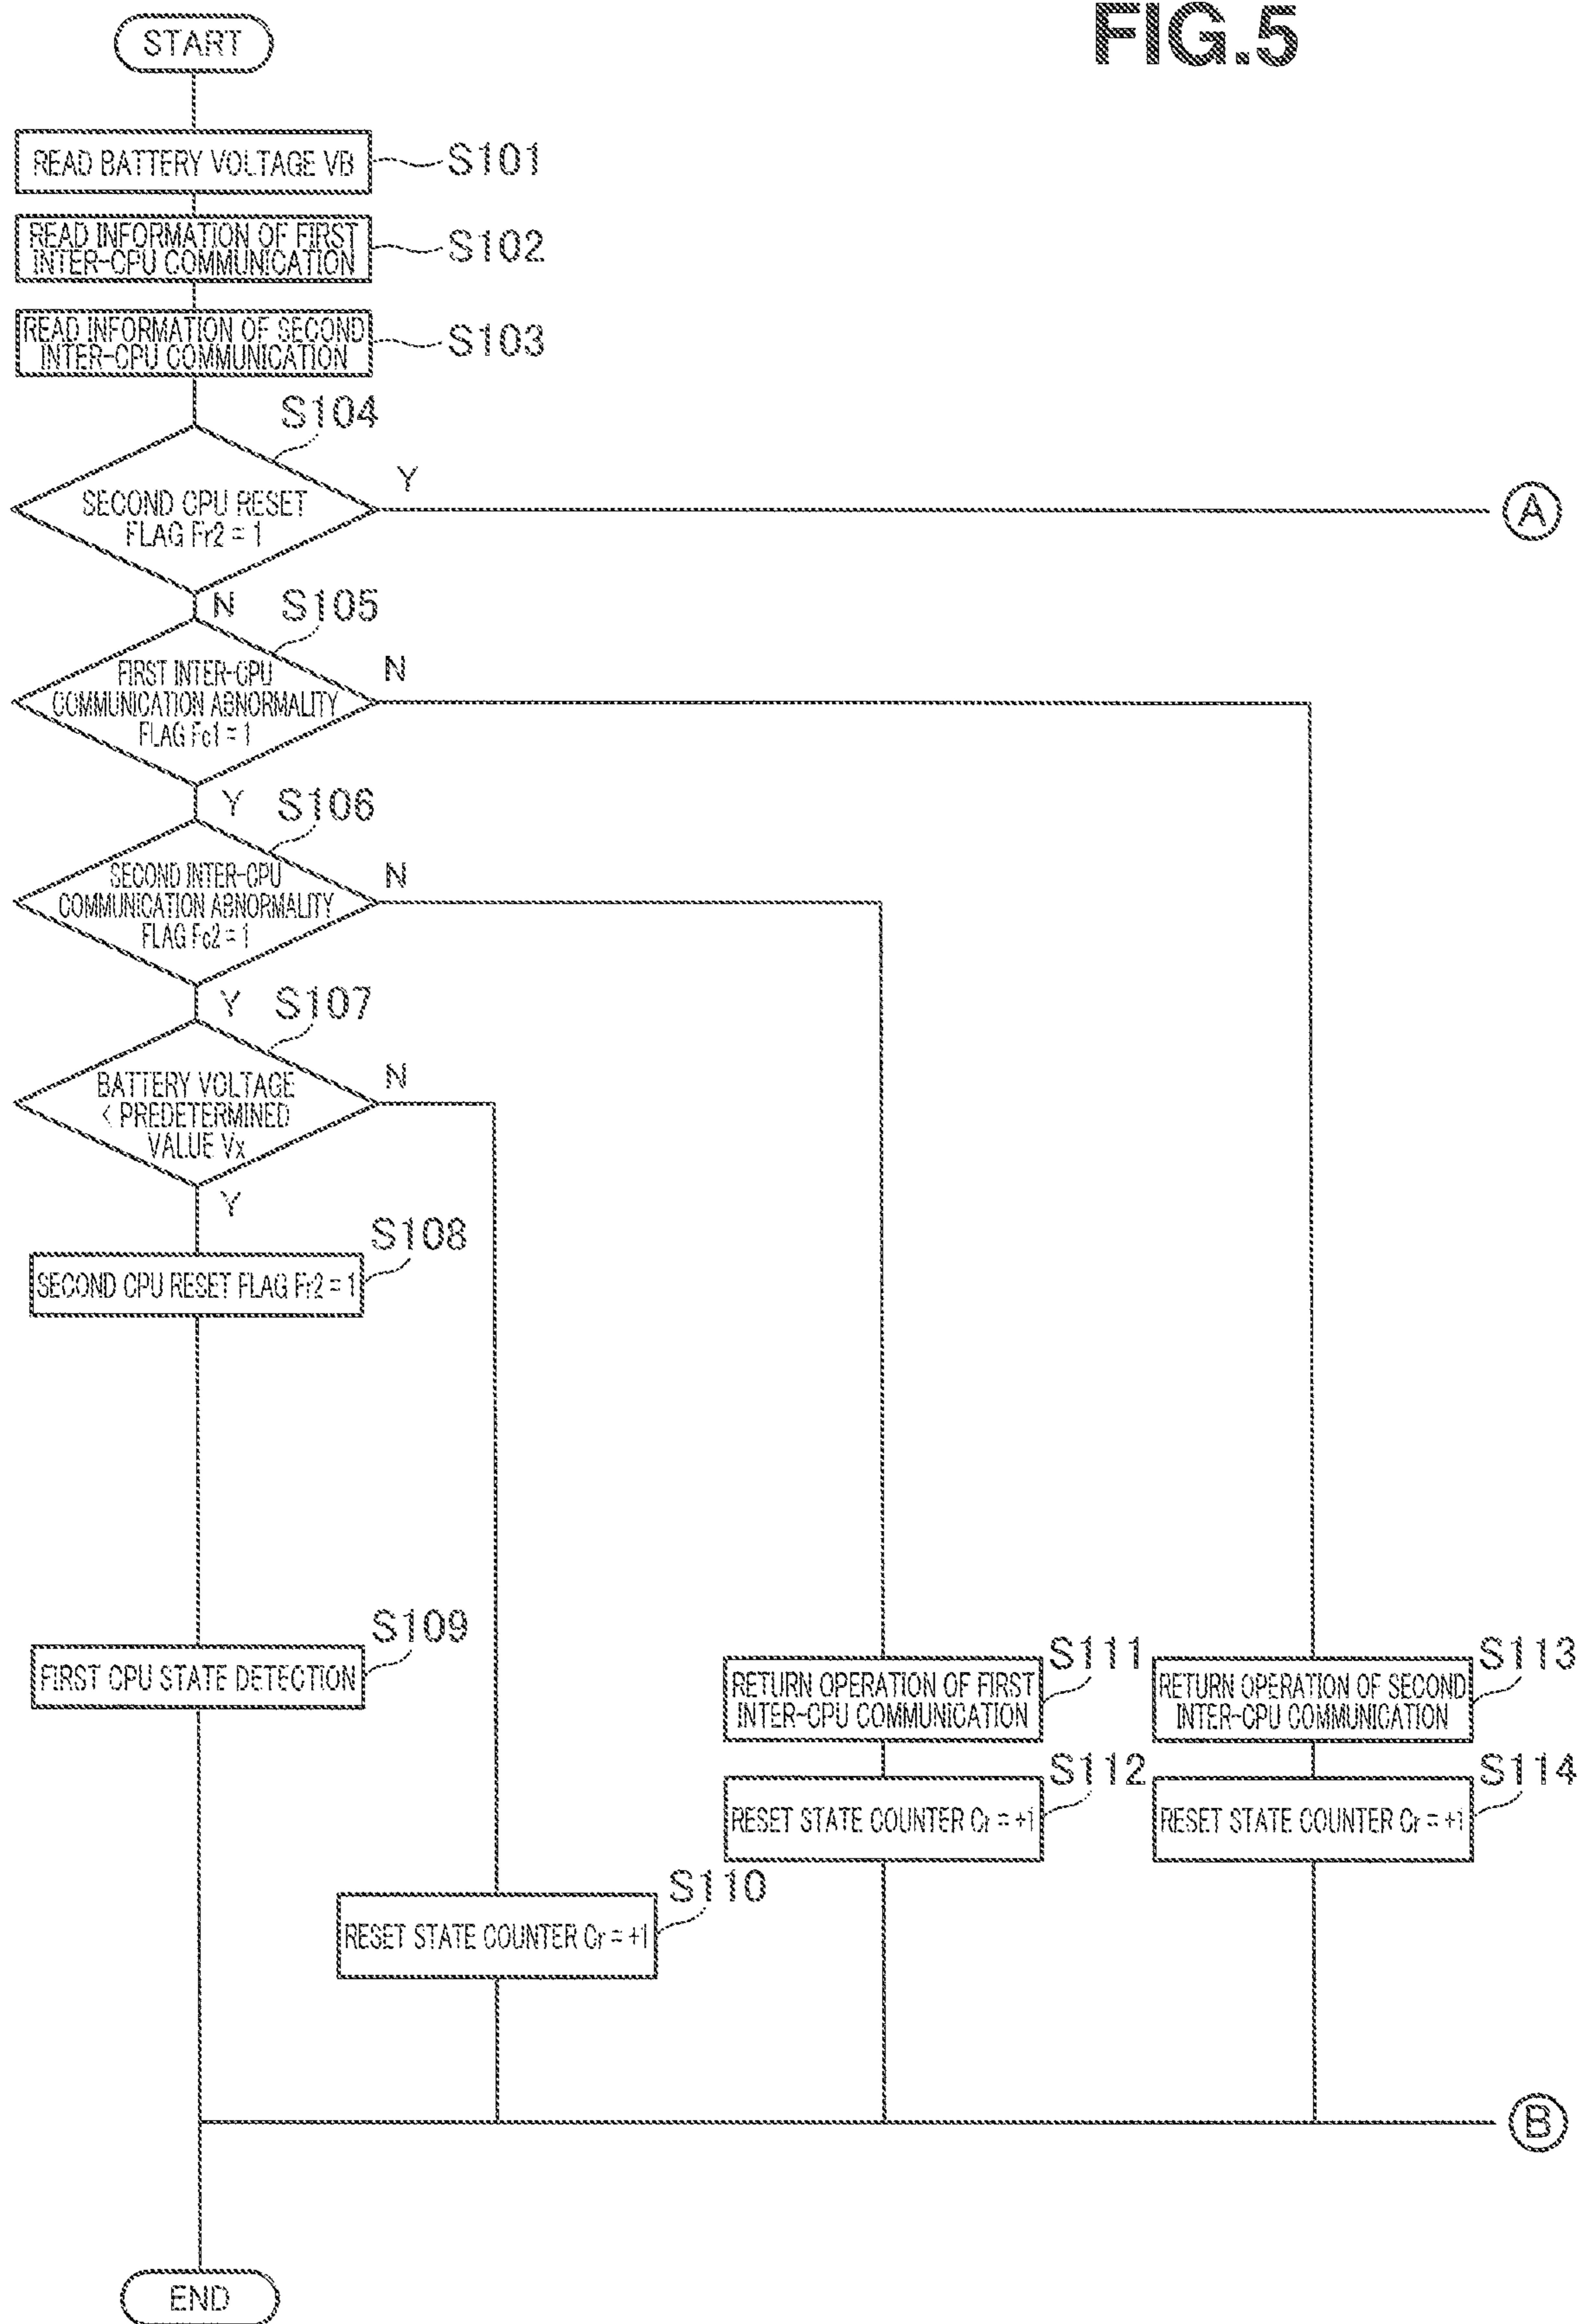 FIG.5
START
READ BATTERY VOLTAGE VB
S101
READ INFORMATION OF FIRST
INTER-CPU COMMUNICATION
S102
READ INFORMATION OF SECOND
INTER-CPU COMMUNICATION
S103
S104
SECOND CPU RESET
FLAG Fr2 = 1
Y
A
N
S105
FIRST INTER-CPU
COMMUNICATION ABNORMALITY
FLAG Fc1 = 1
N
Y
S106
SECOND INTER-CPU
COMMUNICATION ABNORMALITY
FLAG Fc2 = 1
N
Y
S107
BATTERY VOLTAGE
< PREDETERMINED
VALUE Vx
N
Y
S108
SECOND CPU RESET FLAG Fr2 = 1
S109
FIRST CPU STATE DETECTION
S111
RETURN OPERATION OF FIRST
INTER-CPU COMMUNICATION
S113
RETURN OPERATION OF SECOND
INTER-CPU COMMUNICATION
S112
RESET STATE COUNTER Cr = +1
S114
RESET STATE COUNTER Cr = +1
S110
RESET STATE COUNTER Cr = +1
B
END